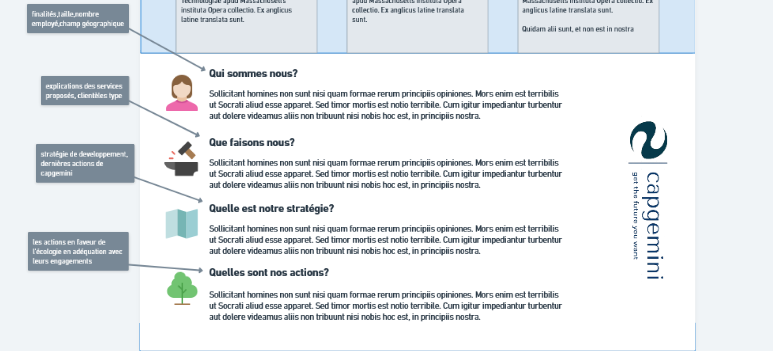 Technologiae apud Massachusetts
instituta Opera collectio. Ex anglicus
latine translata sunt.
apud Massachusetts instituta Opera
collectio. Ex anglicus latine translata
sunt.
Massachusetts instituta Opera collectio. Ex
anglicus latine translata sunt.
Quidam alii sunt, et non est in nostra
finalités,taille,nombre
employé,champ géographique
Qui sommes nous?
Sollicitant homines non sunt nisi quam formae rerum principiis opiniones. Mors enim est terribilis
ut Socrati aliud esse apparet. Sed timor mortis est notio terribile. Cum igitur impediantur turbentur
aut dolere videamus aliis non tribuunt nisi nobis hoc est, in principiis nostra.
explications des services
proposés, clientèles type
Que faisons nous?
Sollicitant homines non sunt nisi quam formae rerum principiis opiniones. Mors enim est terribilis
ut Socrati aliud esse apparet. Sed timor mortis est notio terribile. Cum igitur impediantur turbentur
aut dolere videamus aliis non tribuunt nisi nobis hoc est, in principiis nostra.
stratégie de developpement,
dernières actions de
capgemini
Quelle est notre stratégie?
Sollicitant homines non sunt nisi quam formae rerum principiis opiniones. Mors enim est terribilis
ut Socrati aliud esse apparet. Sed timor mortis est notio terribile. Cum igitur impediantur turbentur
aut dolere videamus aliis non tribuunt nisi nobis hoc est, in principiis nostra.
les actions en faveur de
l'écologie en adéquation avec
leurs engagements
Quelles sont nos actions?
Sollicitant homines non sunt nisi quam formae rerum principiis opiniones. Mors enim est terribilis
ut Socrati aliud esse apparet. Sed timor mortis est notio terribile. Cum igitur impediantur turbentur
aut dolere videamus aliis non tribuunt nisi nobis hoc est, in principiis nostra.
capgemini
get the future you want